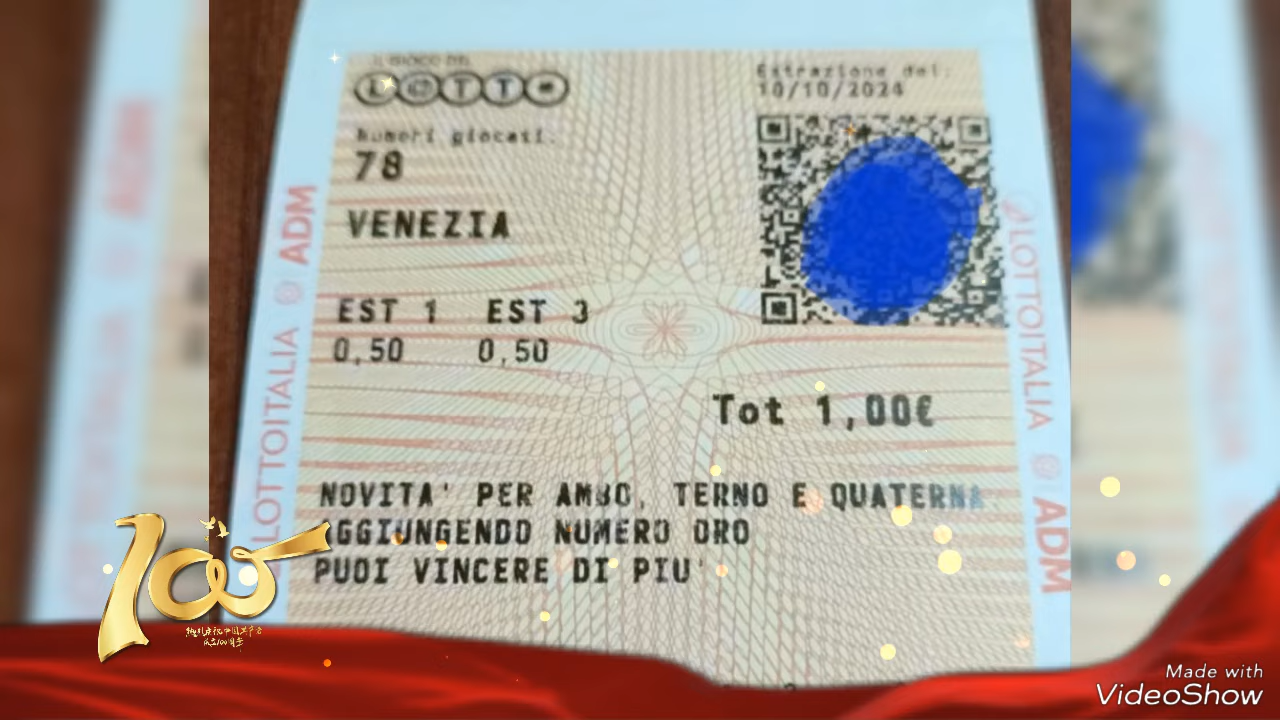 IL GIOCO DEL
LOTTO
Estrazione del:
10/10/2024
Numeri giocati:
78
VENEZIA
EST 1 EST 3
0,50 0,50
Tot 1,00€
NOVITA' PER AMBO, TERNO E QUATERNA
AGGIUNGENDO NUMERO ORO
PUOI VINCERE DI PIU'
LOTTOITALIA ADM
LOTTOITALIA ADM
100
Made with
VideoShow